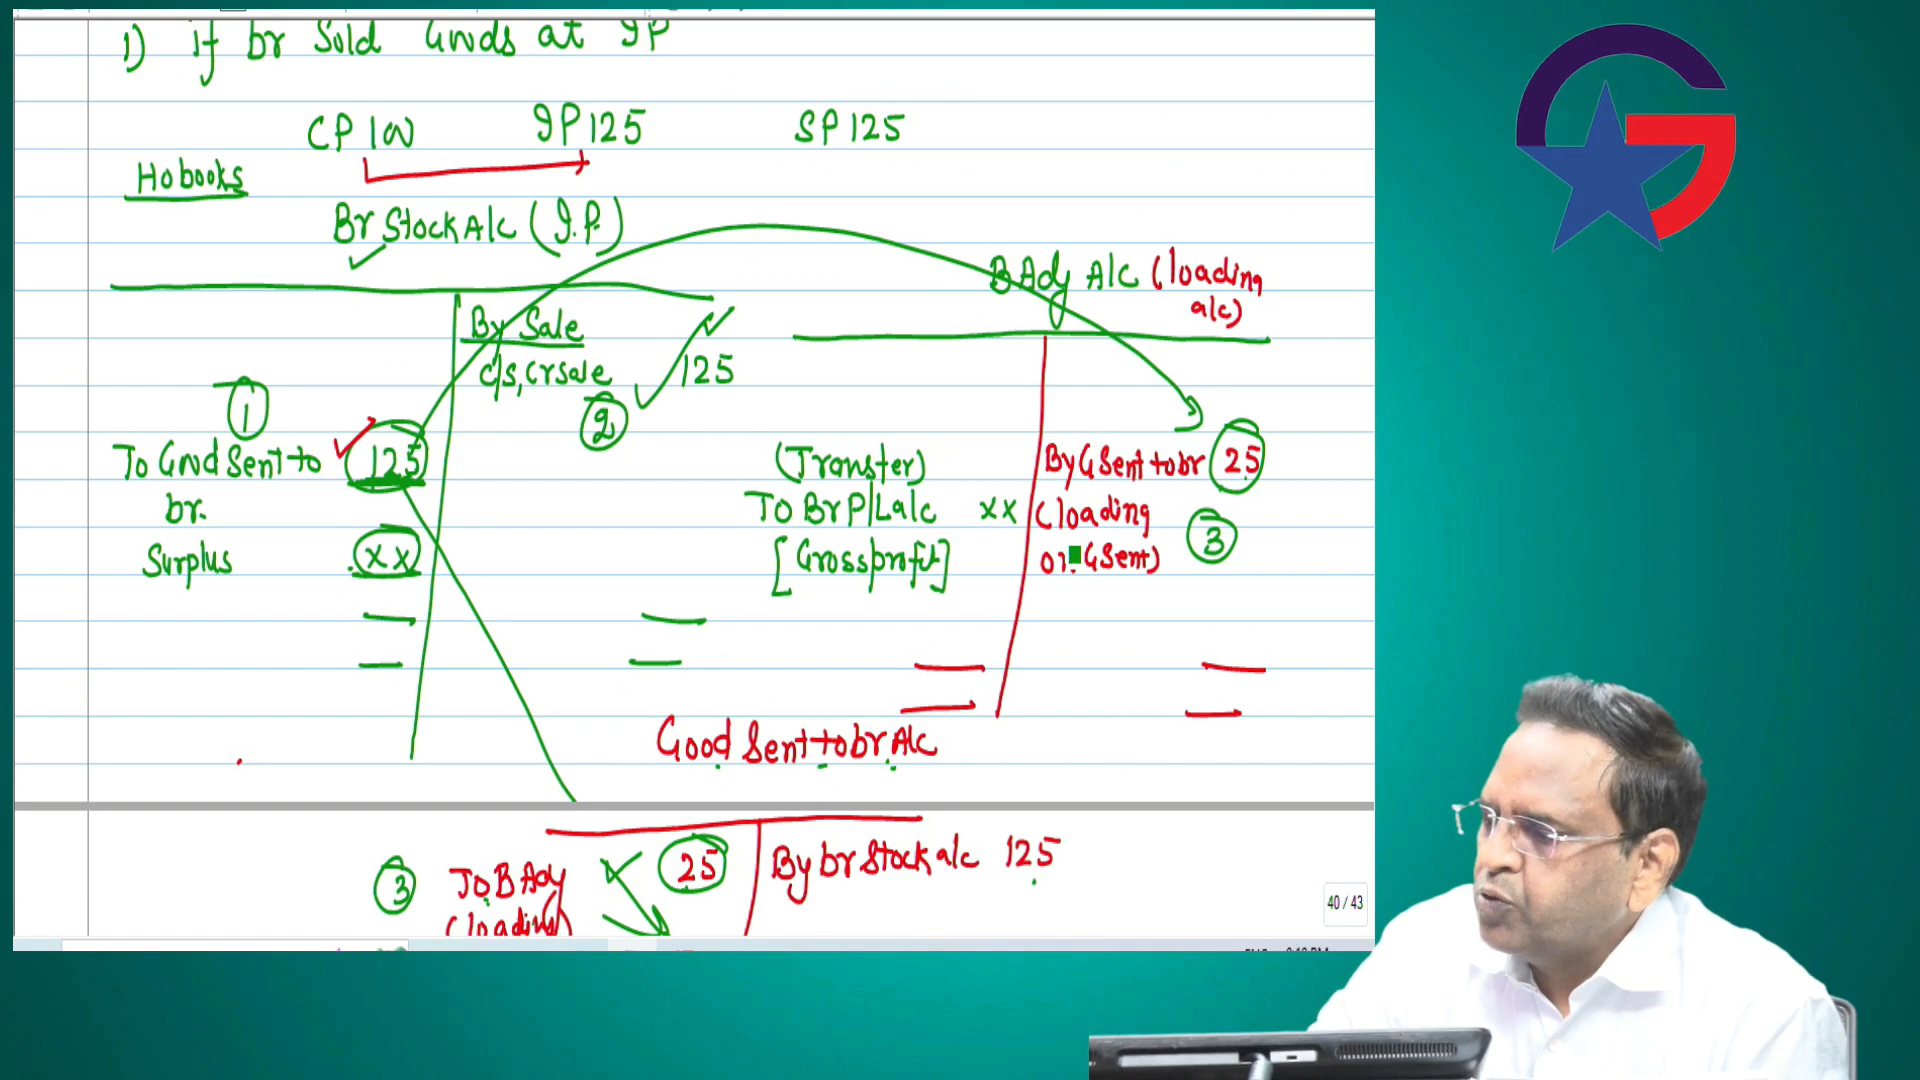 1) if br Sold Goods at IP
CP 100 IP 125 SP 125
Ho books
Br Stock A/c (I.P.)
B Adj A/c (loading a/c)
By Sale
c/s, Cr Sale 125
1
2
To Good Sent to br. 125
Surplus xx
(Transfer)
To Br P/L a/c xx
[Gross profit]
By G Sent to br 25
(loading
on G Sent)
3
Good Sent to br A/c
3 To B Adj 25
(loading)
By br Stock a/c 125
40 / 43
G